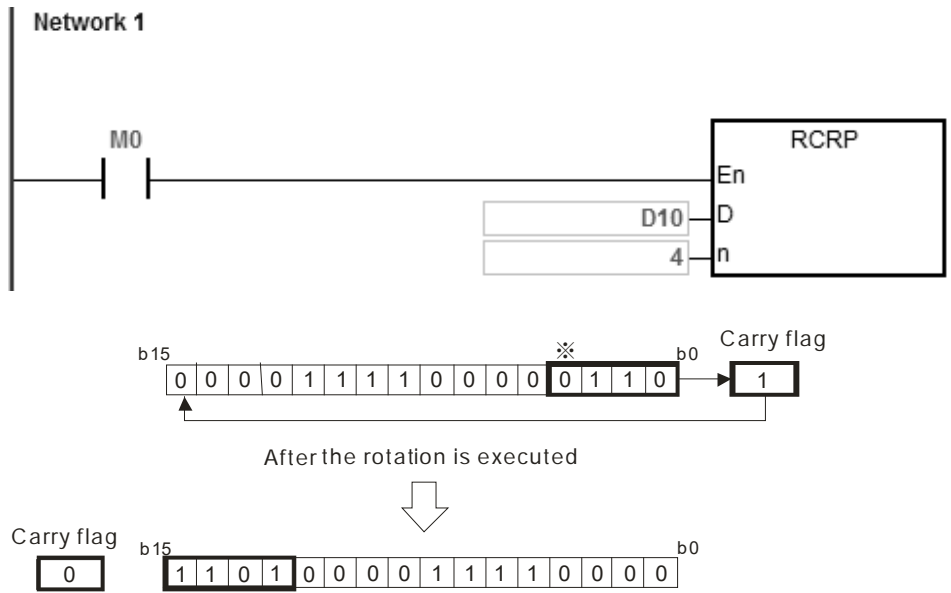 Network 1
M0
RCRP
En
D10 D
4 n
※ Carry flag
b15 b0
0 0 0 0 1 1 1 1 0 0 0 0 0 1 1 0 1
After the rotation is executed
Carry flag
b15 b0
0 1 1 0 1 0 0 0 0 1 1 1 1 0 0 0 0